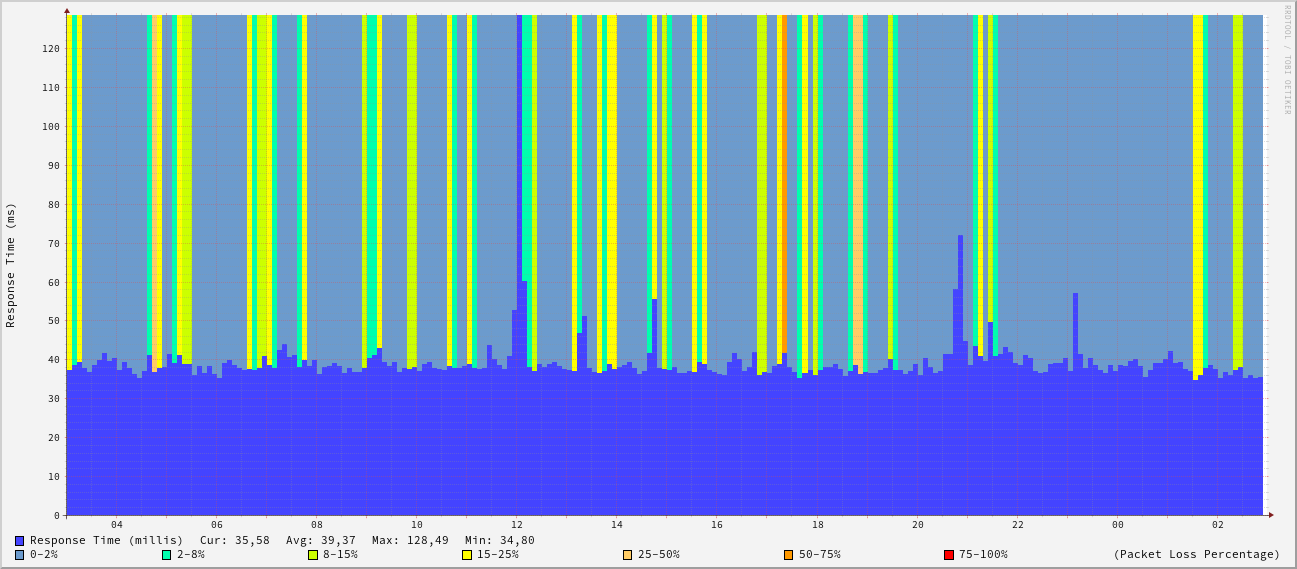 RRDTOOL / TOBI OETIKER
Response Time (ms)
120
110
100
90
80
70
60
50
40
30
20
10
0
04 06 08 10 12 14 16 18 20 22 00 02
Response Time (millis) Cur: 35,58 Avg: 39,37 Max: 128,49 Min: 34,80
0-2% 2-8% 8-15% 15-25% 25-50% 50-75% 75-100% (Packet Loss Percentage)